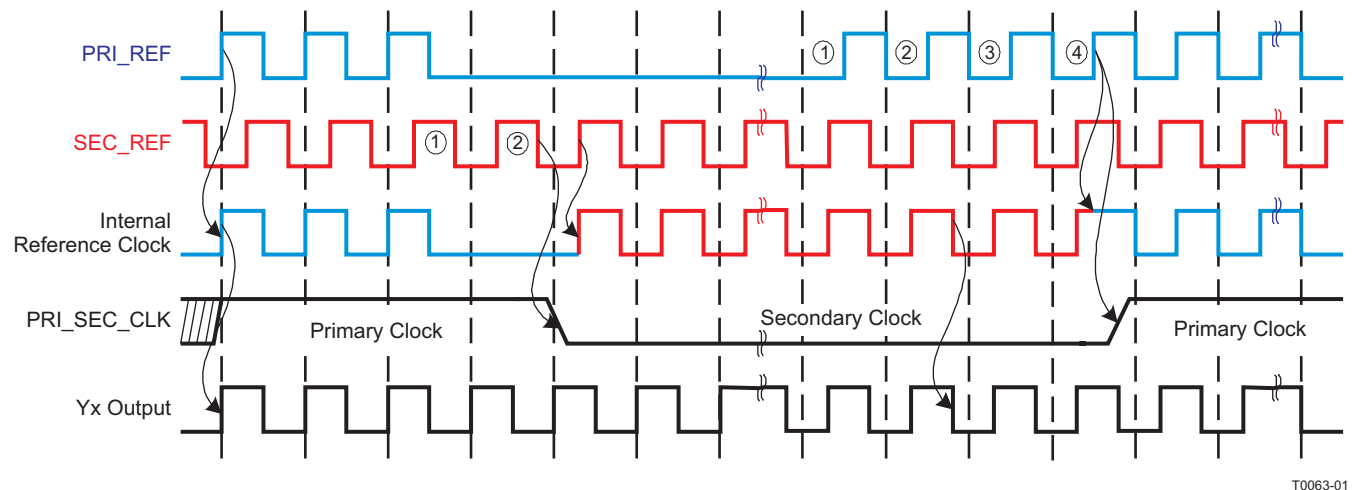 PRI_REF
① ② ③ ④
SEC_REF
① ②
Internal
Reference Clock
PRI_SEC_CLK
Primary Clock
Secondary Clock
Primary Clock
Yx Output
T0063-01